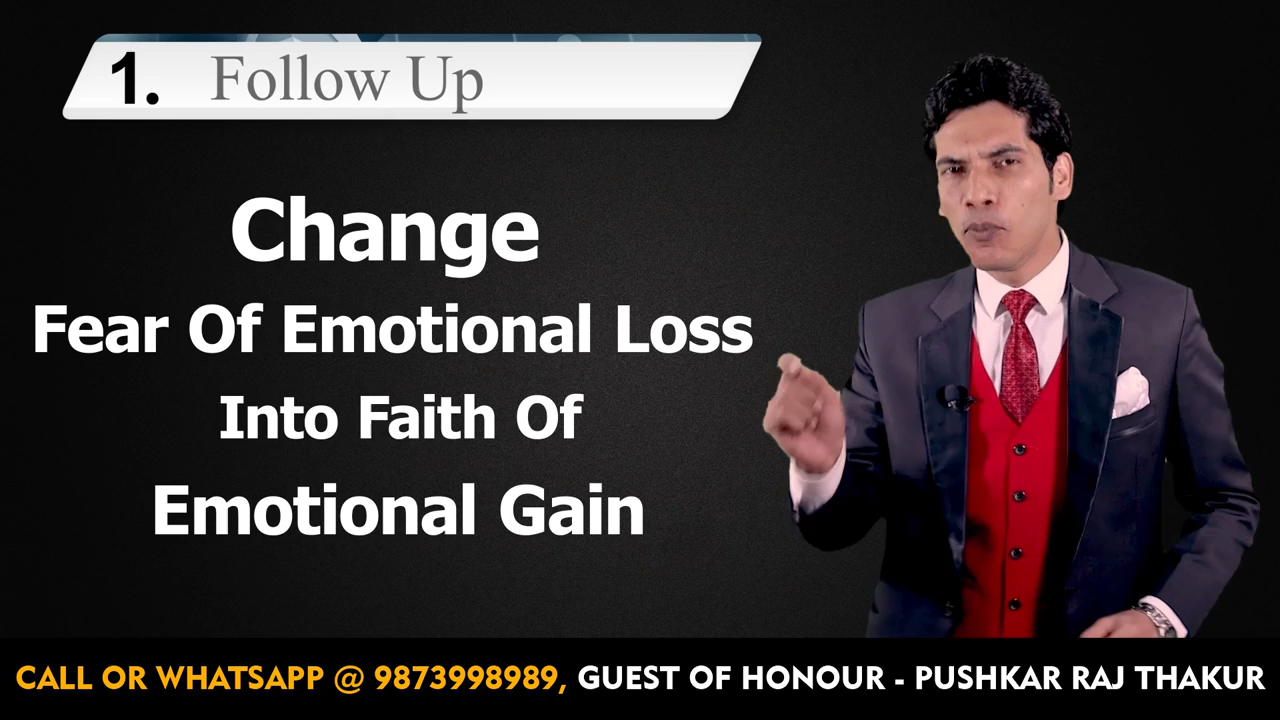 1. Follow Up
Change
Fear Of Emotional Loss
Into Faith Of
Emotional Gain
CALL OR WHATSAPP @ 9873998989, GUEST OF HONOUR - PUSHKAR RAJ THAKUR